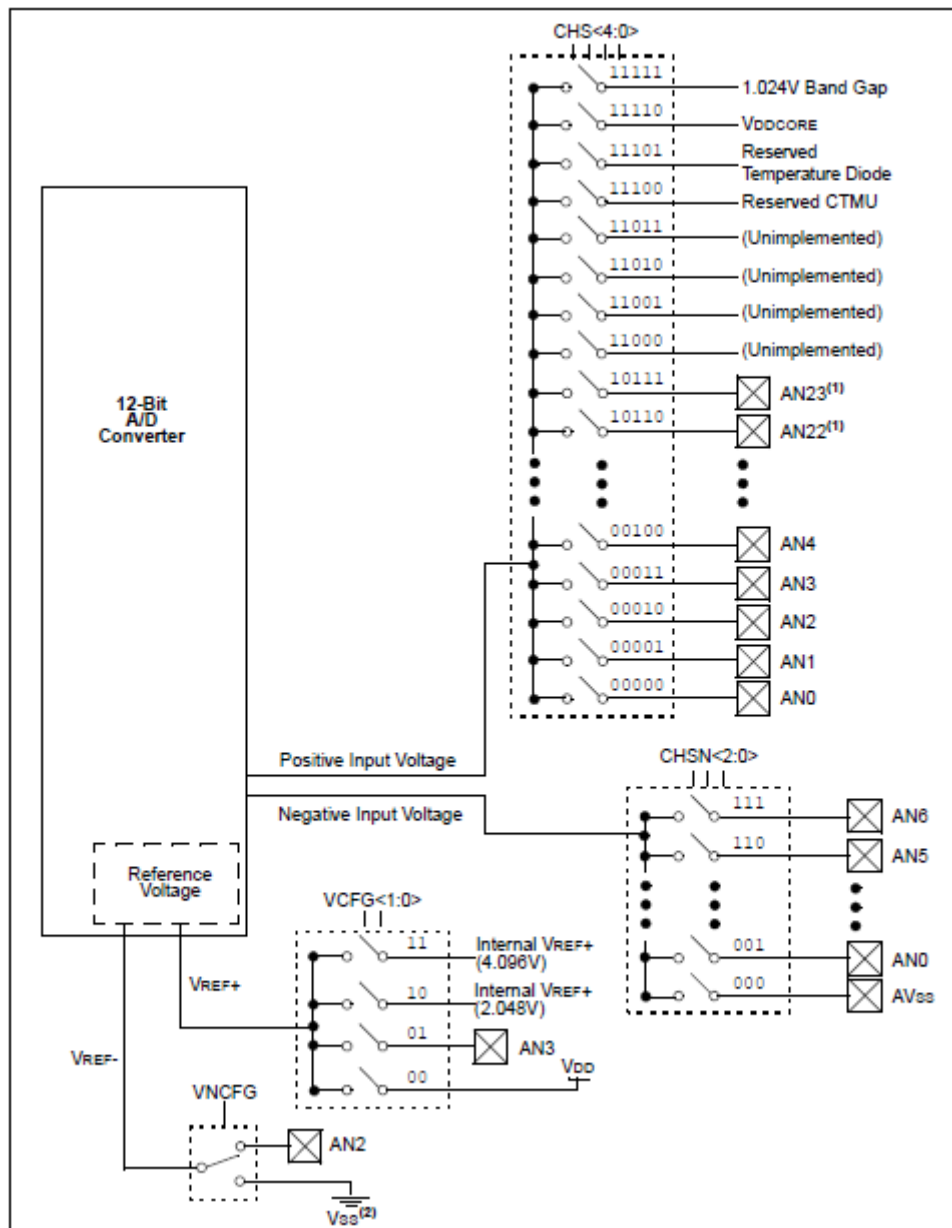 CHS<4:0>
11111
1.024V Band Gap
11110
VDDCORE
11101
Reserved
Temperature Diode
11100
Reserved CTMU
11011
(Unimplemented)
11010
(Unimplemented)
11001
(Unimplemented)
11000
(Unimplemented)
10111
AN23(1)
10110
AN22(1)
12-Bit
A/D
Converter
00100
AN4
00011
AN3
00010
AN2
00001
AN1
00000
AN0
Positive Input Voltage
CHSN<2:0>
Negative Input Voltage
111
AN6
110
AN5
Reference
Voltage
VCFG<1:0>
11
Internal VREF+
(4.096V)
001
AN0
VREF+
10
Internal VREF+
(2.048V)
000
AVSS
01
AN3
VREF-
00
VDD
VNCFG
AN2
VSS(2)